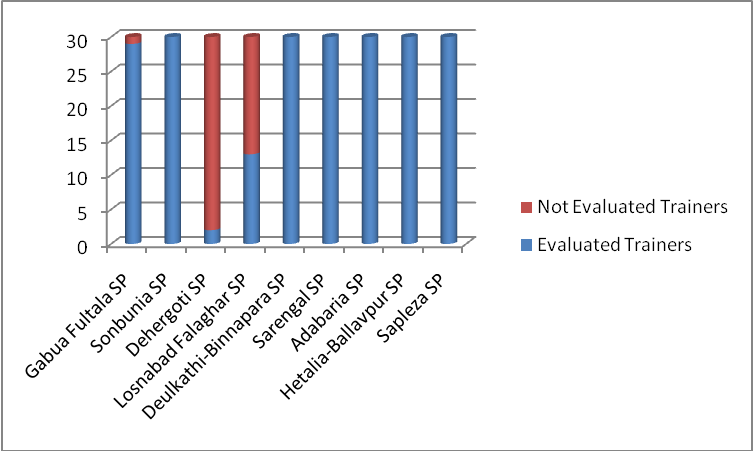 30
25
20
15
10
5
0
Gabua Fultala SP
Sonbunia SP
Dehergoti SP
Losnabad Falaghar SP
Deulkathi-Binnapara SP
Sarengal SP
Adabaria SP
Hetalia-Ballavpur SP
Sapleza SP
Not Evaluated Trainers
Evaluated Trainers